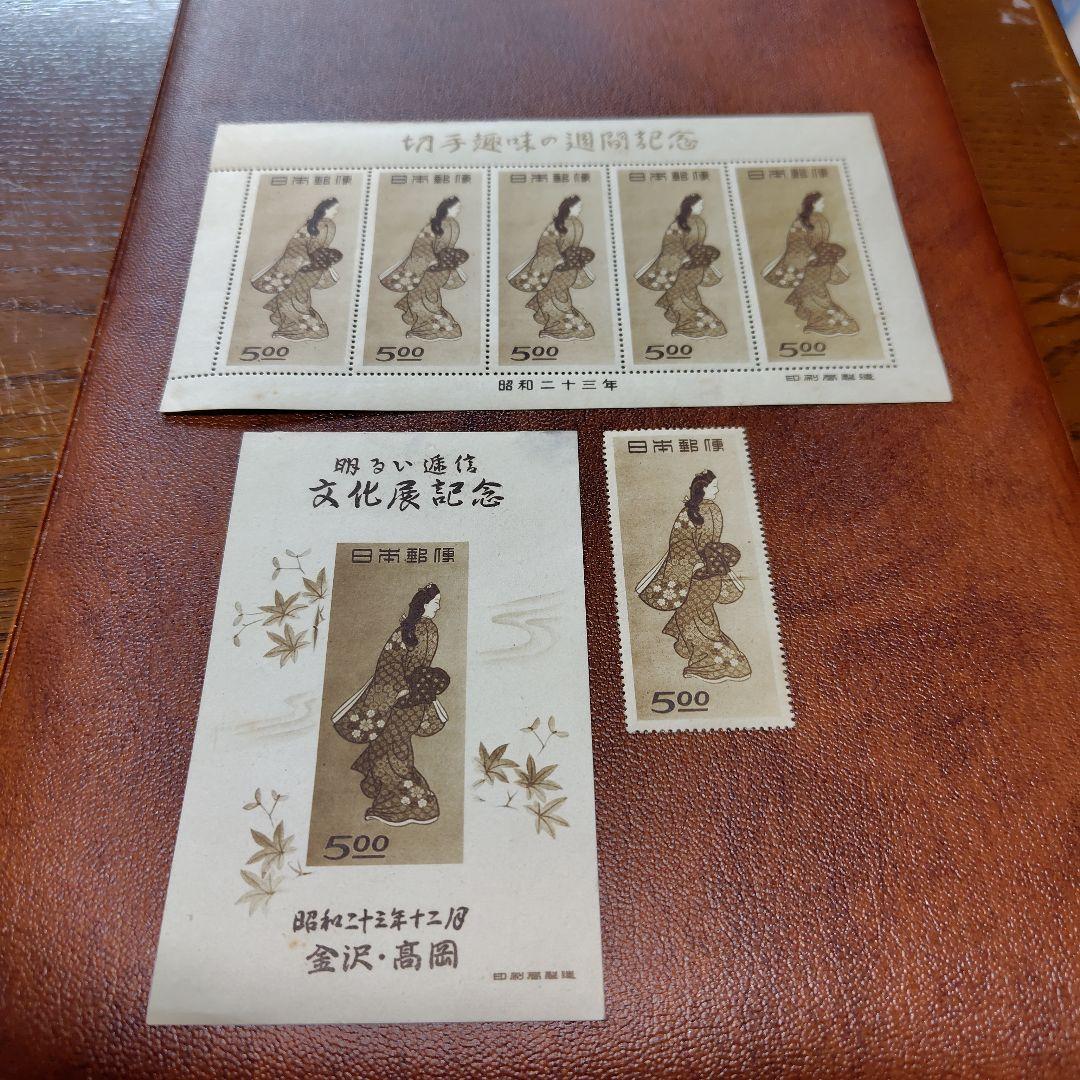 切手趣味の週間記念
日本郵便
日本郵便
日本郵便
日本郵便
日本郵便
5.00
5.00
5.00
5.00
5.00
昭和二十三年
印刷局製造
明るい逓信
文化展記念
日本郵便
5.00
昭和二十三年十二月
金沢・高岡
印刷局製造
日本郵便
5.00